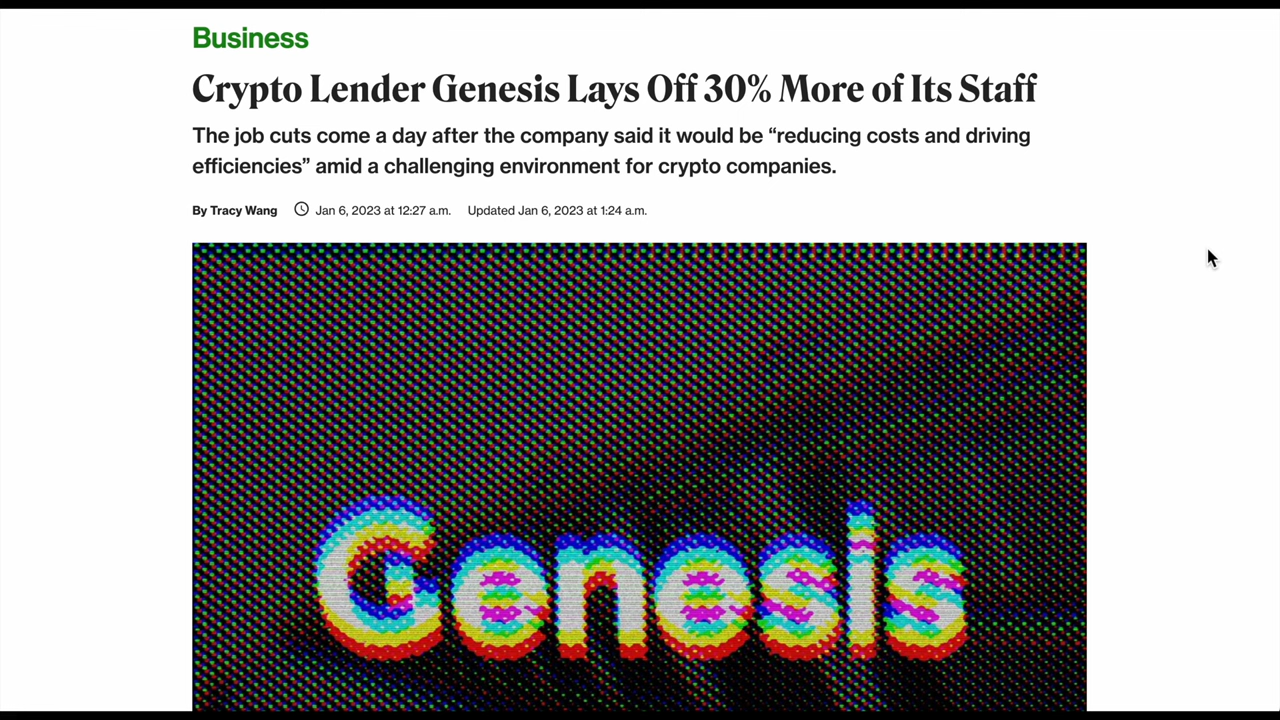 Business
Crypto Lender Genesis Lays Off 30% More of Its Staff
The job cuts come a day after the company said it would be “reducing costs and driving
efficiencies” amid a challenging environment for crypto companies.
By Tracy Wang Jan 6, 2023 at 12:27 a.m. Updated Jan 6, 2023 at 1:24 a.m.
Genesis